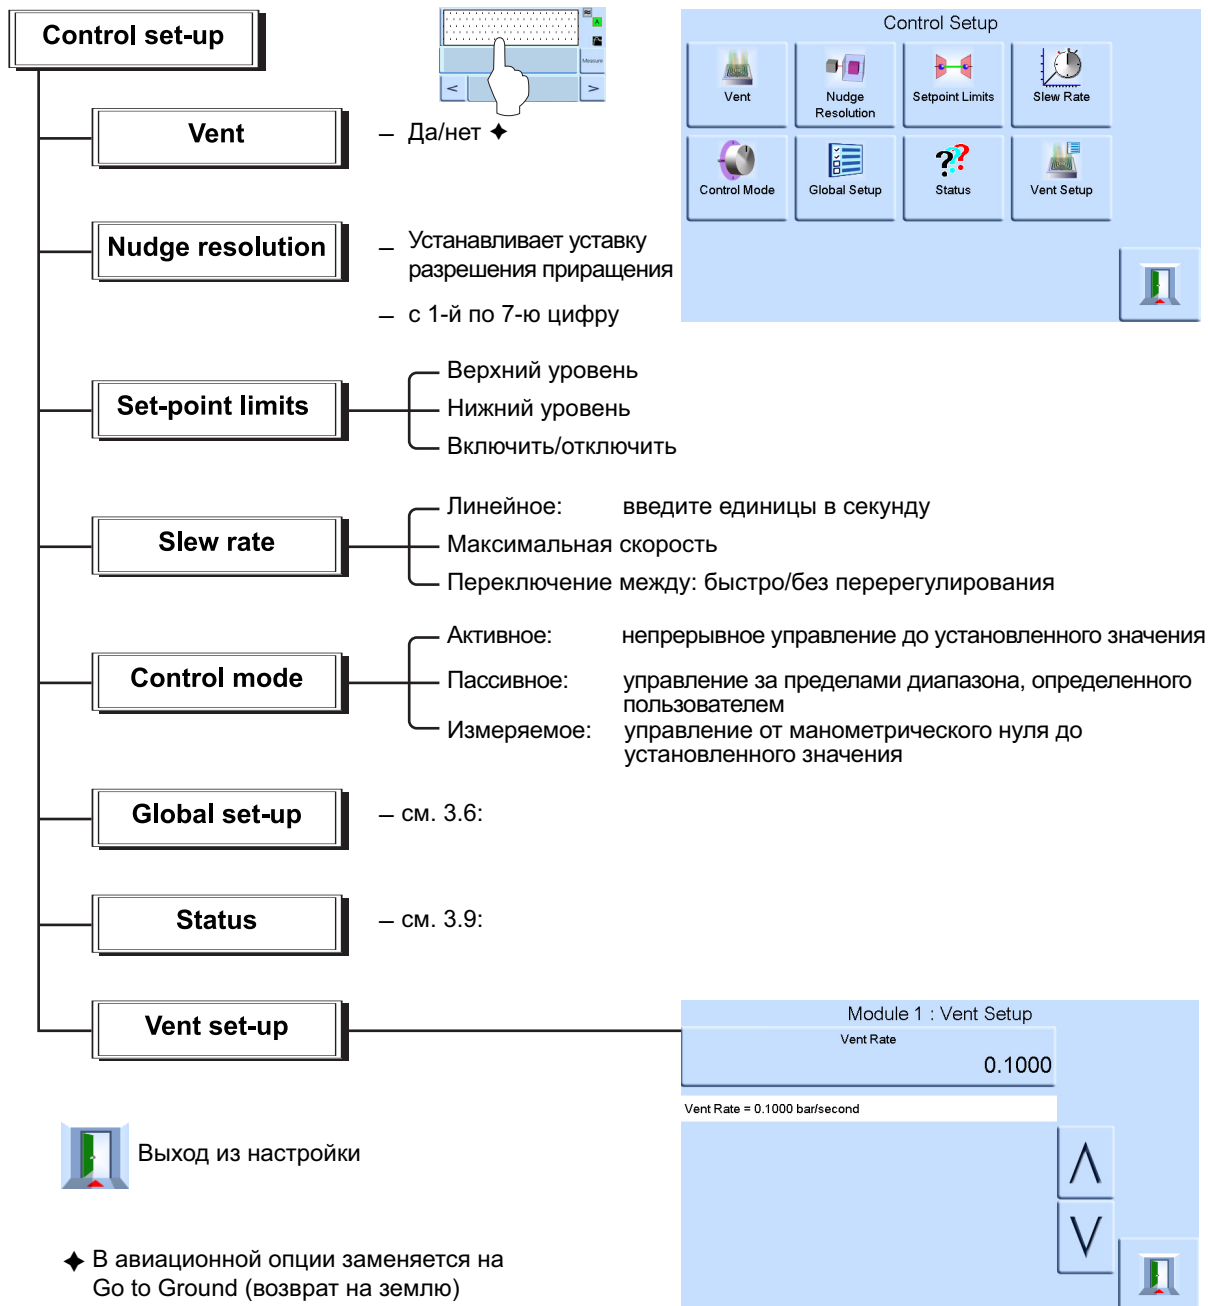 Control set-up
Measure
<
>
Control Setup
Vent
Nudge
Resolution
Setpoint Limits
Slew Rate
Control Mode
Global Setup
Status
Vent Setup
Vent
– Да/нет ✦
Nudge resolution
– Устанавливает уставку
разрешения приращения
– с 1-й по 7-ю цифру
Set-point limits
Верхний уровень
Нижний уровень
Включить/отключить
Slew rate
Линейное: введите единицы в секунду
Максимальная скорость
Переключение между: быстро/без перерегулирования
Control mode
Активное: непрерывное управление до установленного значения
Пассивное: управление за пределами диапазона, определенного
пользователем
Измеряемое: управление от манометрического нуля до
установленного значения
Global set-up
– см. 3.6:
Status
– см. 3.9:
Vent set-up
Module 1 : Vent Setup
Vent Rate
0.1000
Vent Rate = 0.1000 bar/second
Выход из настройки
✦ В авиационной опции заменяется на
Go to Ground (возврат на землю)